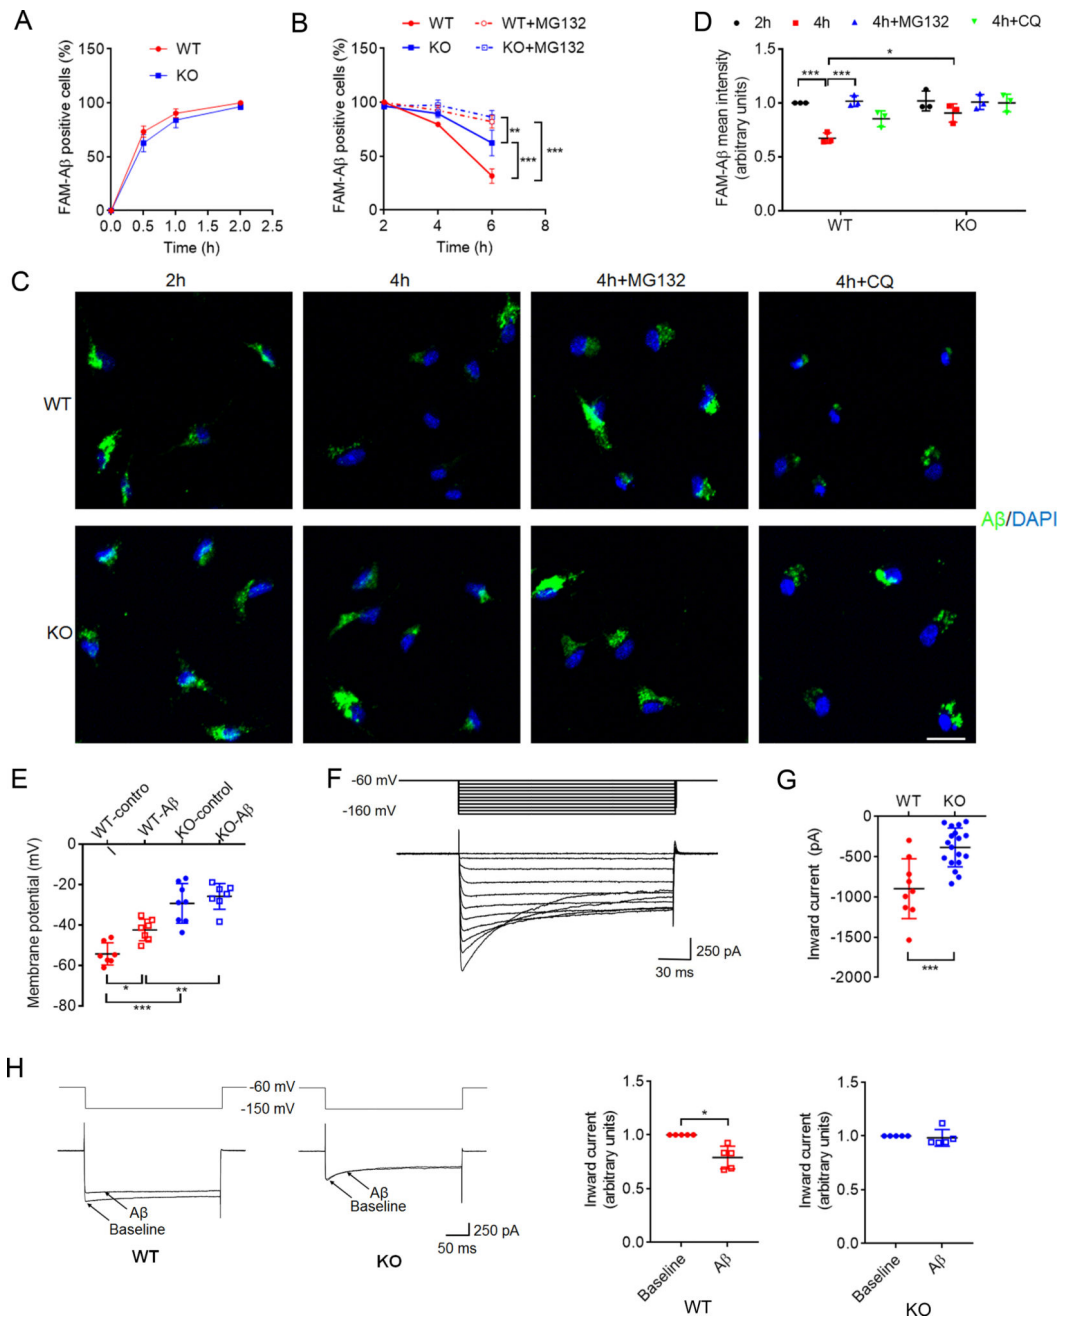 A
FAM-Aβ positive cells (%)
150
100
50
0
0.0 0.5 1.0 1.5 2.0 2.5
Time (h)
WT
KO
B
FAM-Aβ positive cells (%)
150
100
50
0
2 4 6 8
Time (h)
WT WT+MG132
KO KO+MG132
**
***
***
D
2h 4h 4h+MG132 4h+CQ
FAM-Aβ mean intensity
(arbitrary units)
1.5
1.0
0.5
0.0
*** ***
*
WT KO
C
2h 4h 4h+MG132 4h+CQ
WT
KO
Aβ/DAPI
E
WT-contro
l
WT-Aβ
KO-control
KO-Aβ
Membrane potential (mV)
0
-20
-40
-60
-80
* **
***
F
-60 mV
-160 mV
250 pA
30 ms
G
WT KO
Inward current (pA)
0
-500
-1000
-1500
-2000
***
H
-60 mV
-150 mV
Aβ
Baseline
WT
Aβ
Baseline
KO
250 pA
50 ms
Inward current
(arbitrary units)
1.5
1.0
0.5
0.0
*
Baseline Aβ
WT
Inward current
(arbitrary units)
1.5
1.0
0.5
0.0
Baseline Aβ
KO